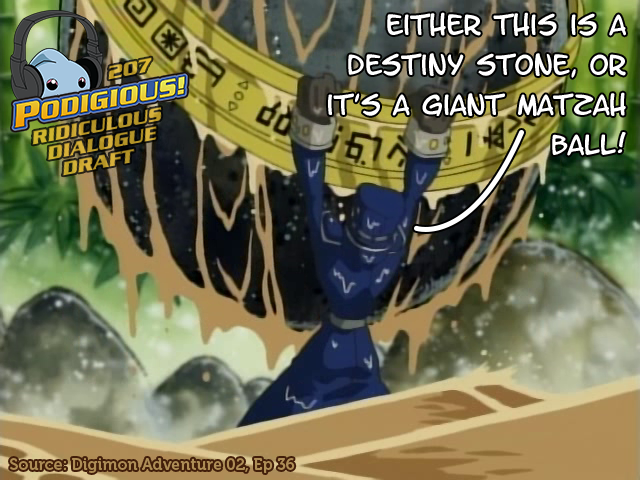 207
PODIGIOUS!
RIDICULOUS
DIALOGUE
DRAFT
EITHER THIS IS A
DESTINY STONE, OR
IT'S A GIANT MATZAH
BALL!
Source: Digimon Adventure 02, Ep 36